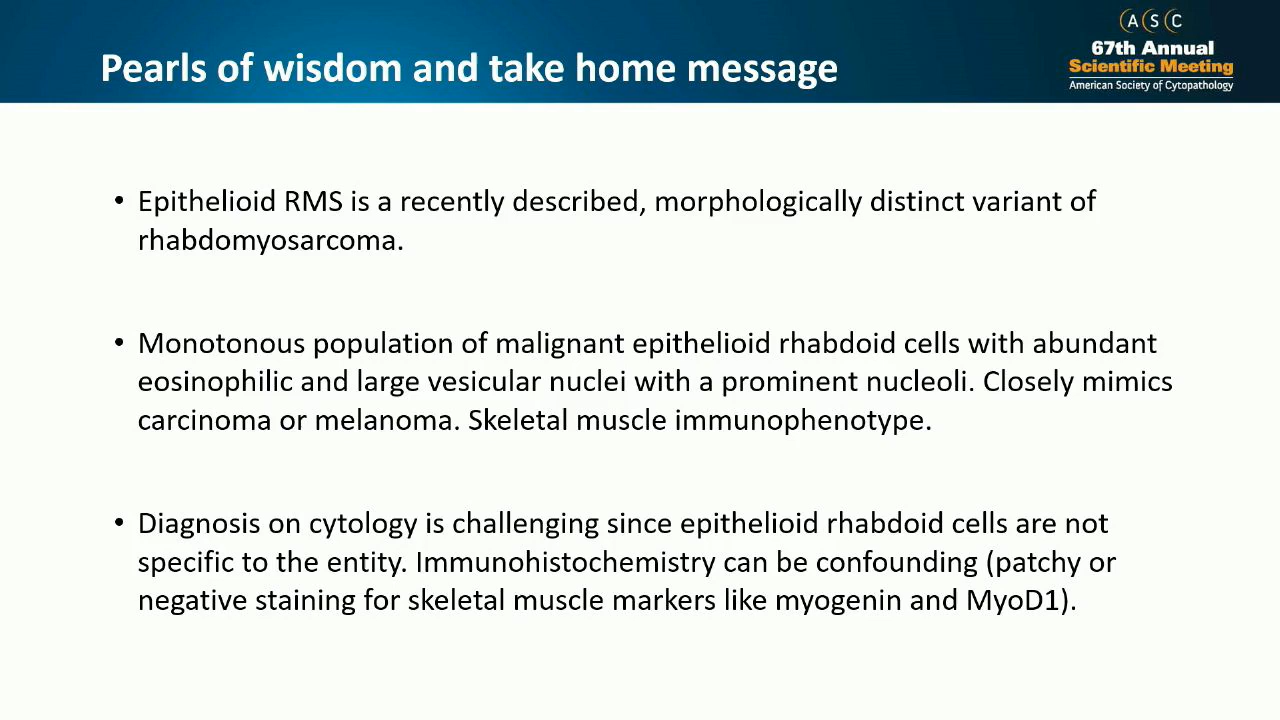 Pearls of wisdom and take home message
ASC
67th Annual
Scientific Meeting
American Society of Cytopathology
• Epithelioid RMS is a recently described, morphologically distinct variant of
rhabdomyosarcoma.
• Monotonous population of malignant epithelioid rhabdoid cells with abundant
eosinophilic and large vesicular nuclei with a prominent nucleoli. Closely mimics
carcinoma or melanoma. Skeletal muscle immunophenotype.
• Diagnosis on cytology is challenging since epithelioid rhabdoid cells are not
specific to the entity. Immunohistochemistry can be confounding (patchy or
negative staining for skeletal muscle markers like myogenin and MyoD1).